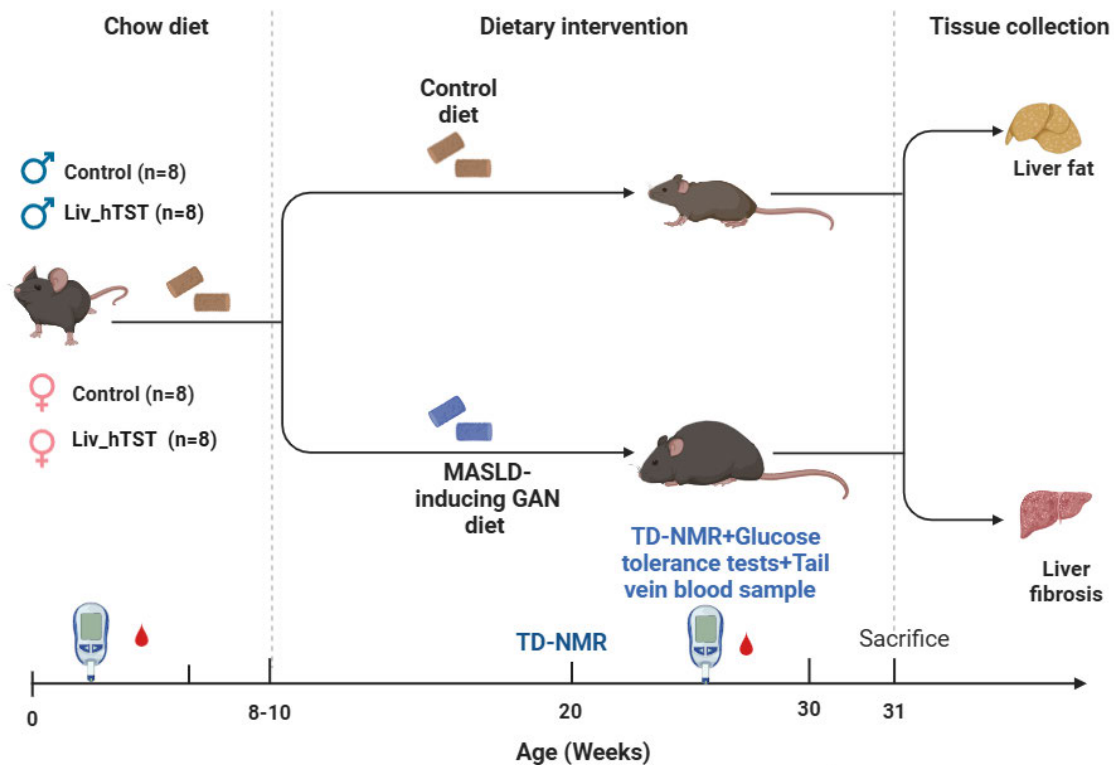 Chow diet
Dietary intervention
Tissue collection
Control
diet
Control (n=8)
Liv_hTST (n=8)
Liver fat
Control (n=8)
Liv_hTST (n=8)
MASLD-
inducing GAN
diet
TD-NMR+Glucose
tolerance tests+Tail
vein blood sample
Liver
fibrosis
TD-NMR
Sacrifice
0
8-10
20
30
31
Age (Weeks)